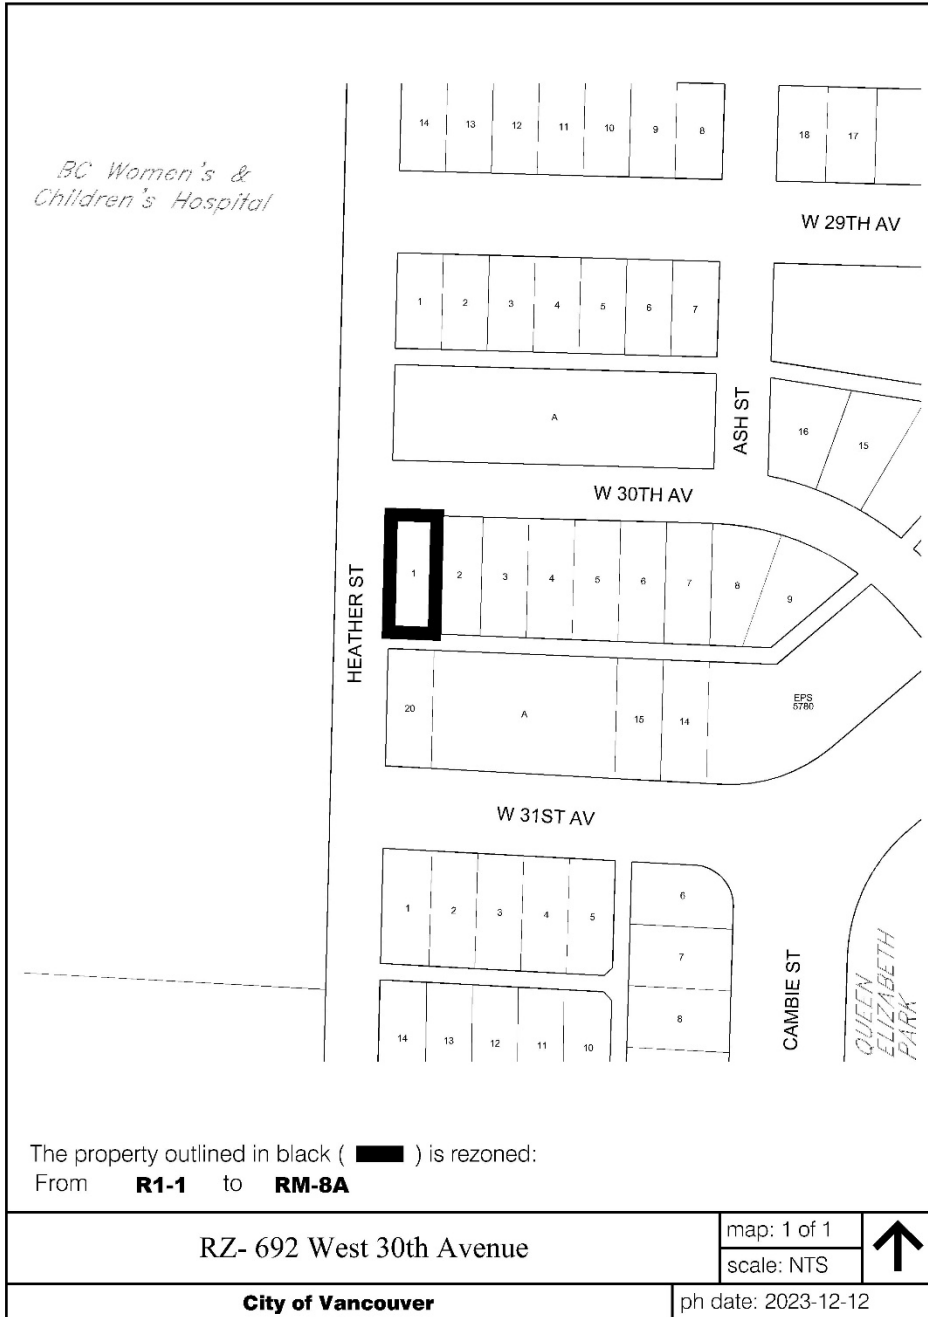 14 13 12 11 10 9 8 18 17
BC Women's &
Children's Hospital
W 29TH AV
1 2 3 4 5 6 7
ASH ST
A
16 15
W 30TH AV
HEATHER ST
1 2 3 4 5 6 7 8 9
20 A 15 14
EPS
5780
W 31ST AV
1 2 3 4 5
6
7
8
CAMBIE ST
QUEEN
ELIZABETH
PARK
14 13 12 11 10
The property outlined in black ( ) is rezoned:
From R1-1 to RM-8A
RZ- 692 West 30th Avenue
map: 1 of 1
scale: NTS
City of Vancouver
ph date: 2023-12-12